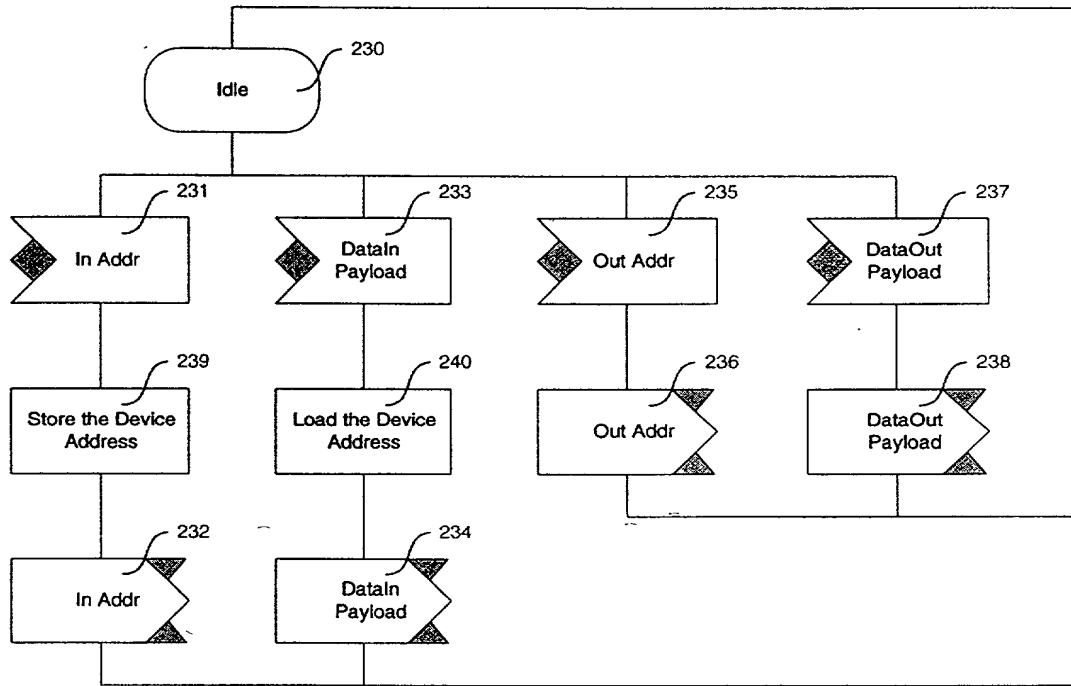 230
Idle
231
233
235
237
In Addr
DataIn
Payload
Out Addr
DataOut
Payload
239
240
236
238
Store the Device
Address
Load the Device
Address
Out Addr
DataOut
Payload
232
234
In Addr
DataIn
Payload